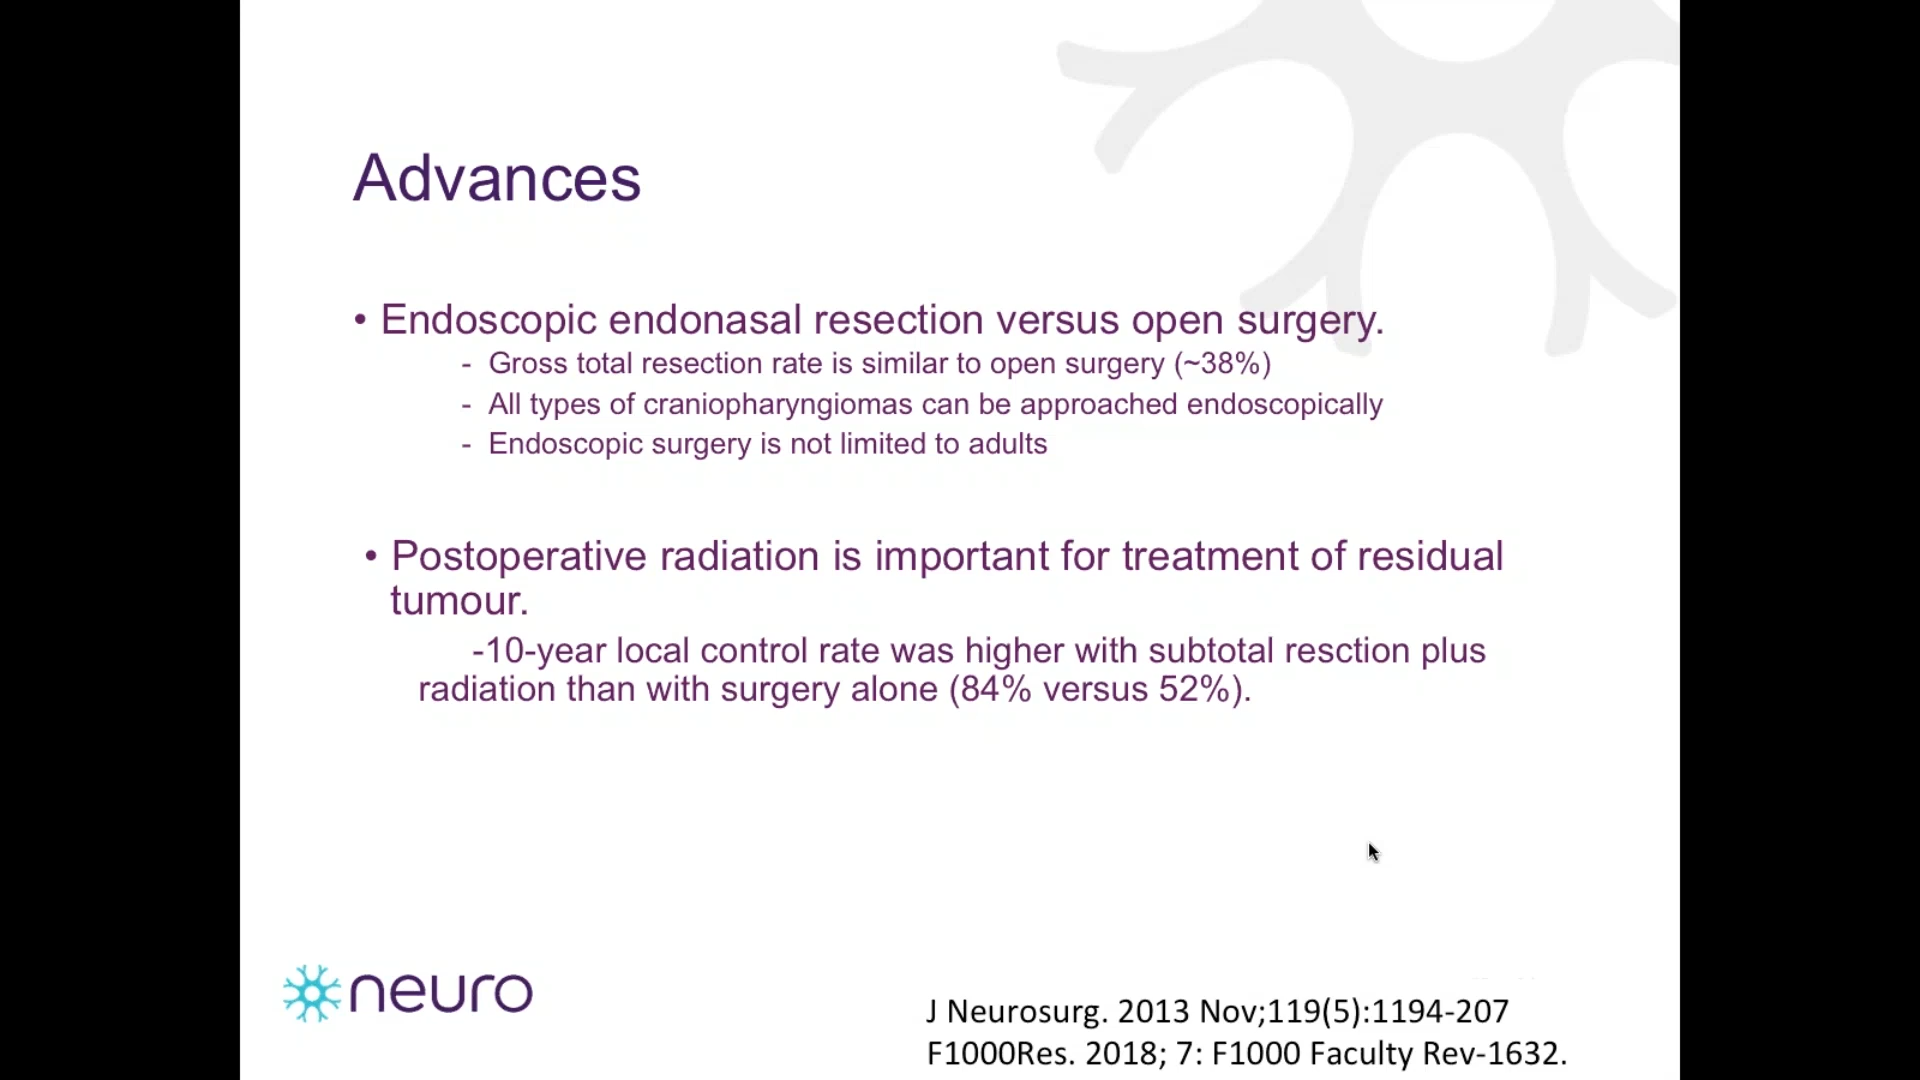 Advances
• Endoscopic endonasal resection versus open surgery.
- Gross total resection rate is similar to open surgery (~38%)
- All types of craniopharyngiomas can be approached endoscopically
- Endoscopic surgery is not limited to adults
• Postoperative radiation is important for treatment of residual
tumour.
-10-year local control rate was higher with subtotal resction plus
radiation than with surgery alone (84% versus 52%).
neuro
J Neurosurg. 2013 Nov;119(5):1194-207
F1000Res. 2018; 7: F1000 Faculty Rev-1632.